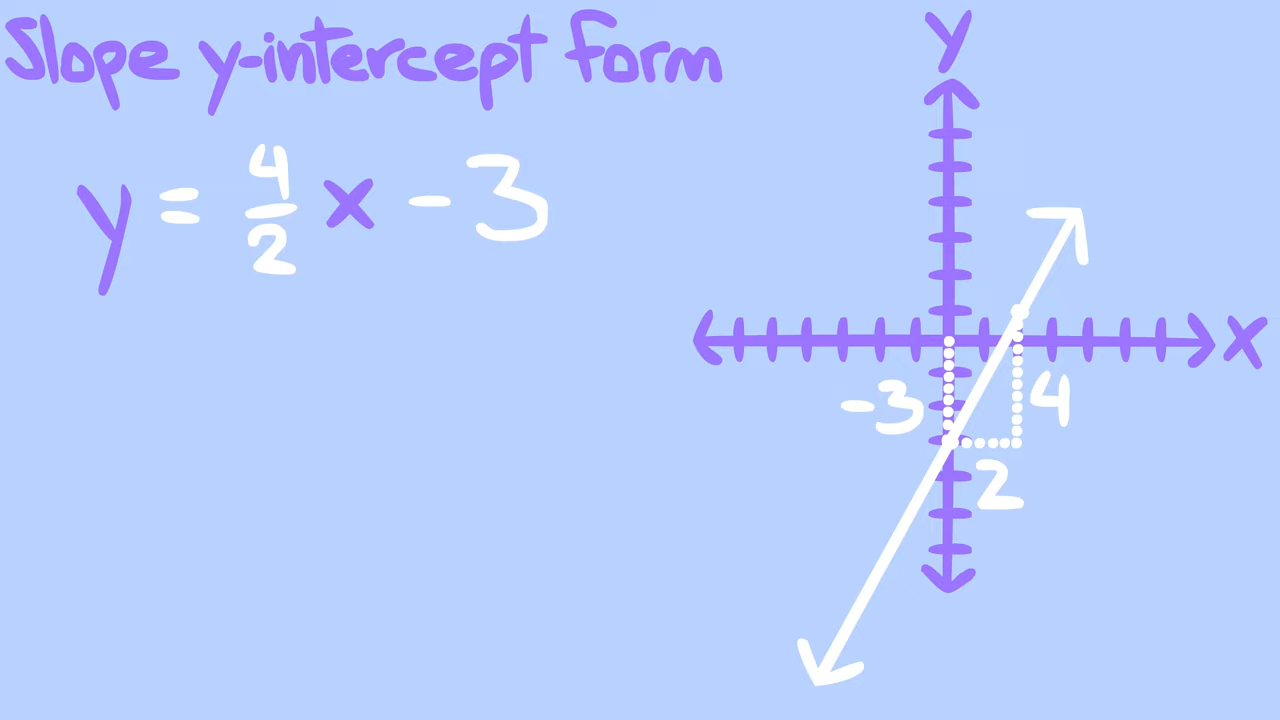 Slope y-intercept form
y = 4/2 x - 3
y
x
-3
4
2